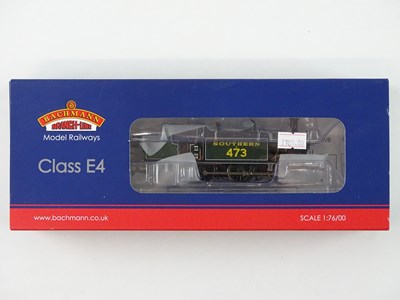 BACHMANN
BRANCH-LINE
Model Railways
Class E4
SOUTHERN
473
www.bachmann.co.uk
SCALE 1:76/00